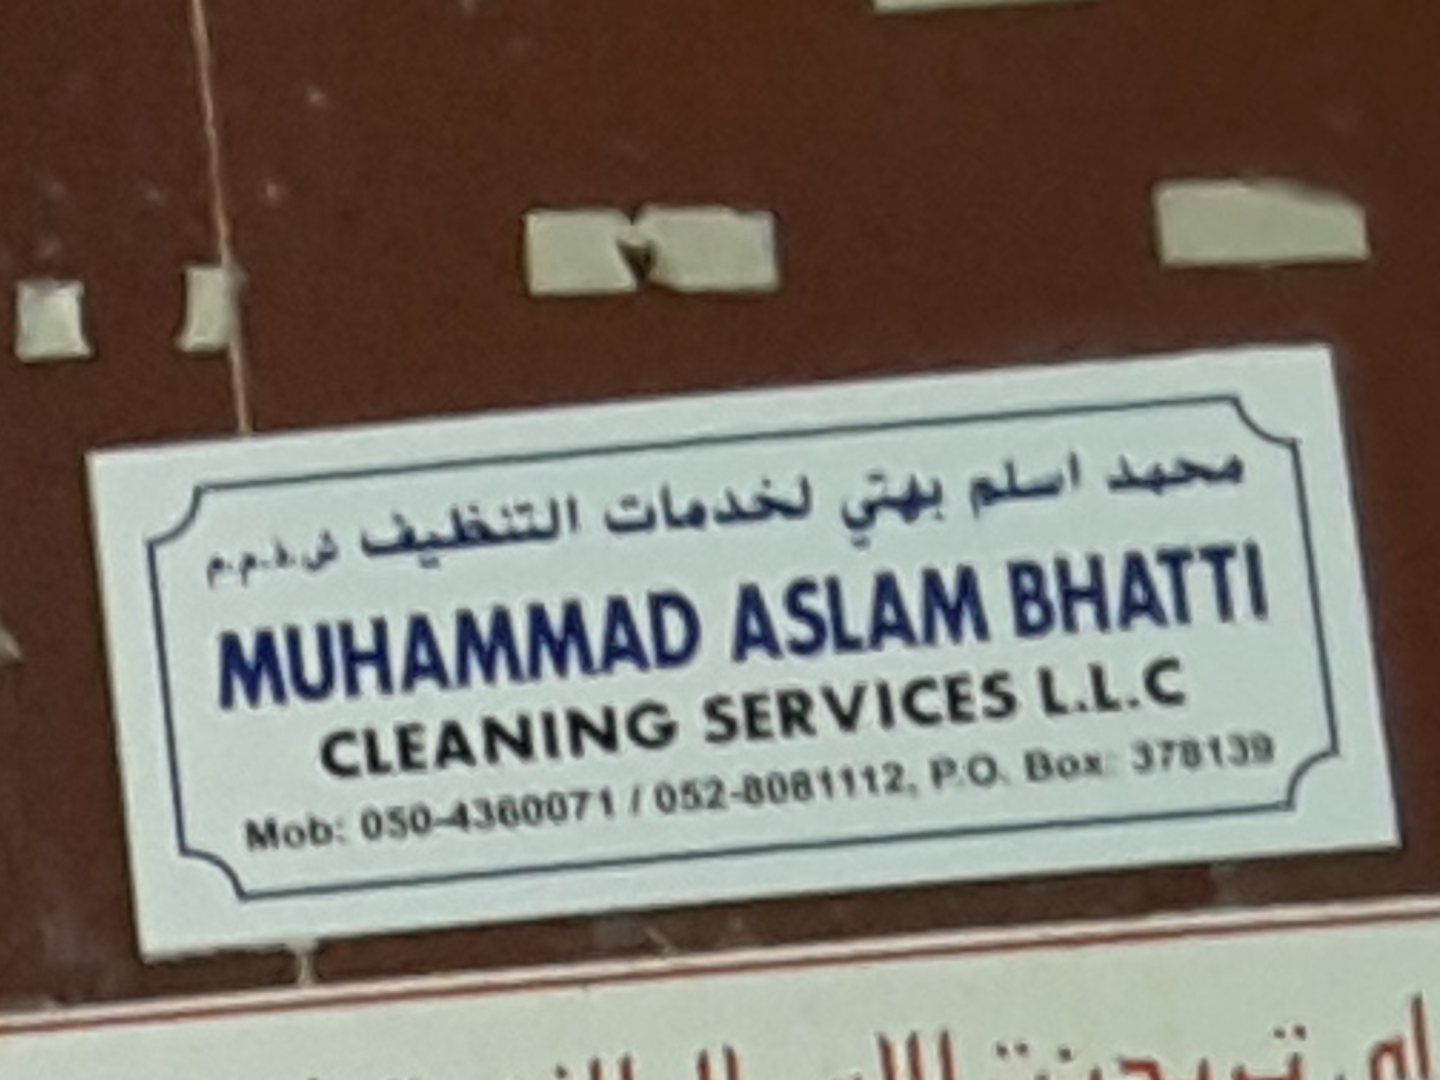 محمد اسلم بهتي لخدمات التنظيف ش.ذ.م.م
MUHAMMAD ASLAM BHATTI
CLEANING SERVICES L.L.C
Mob: 050-4360071 / 052-8081112, P.O. Box: 378139